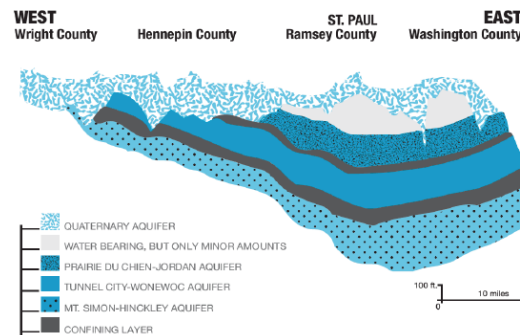 WEST
Wright County
Hennepin County
ST. PAUL
Ramsey County
EAST
Washington County
QUATERNARY AQUIFER
WATER BEARING, BUT ONLY MINOR AMOUNTS
PRAIRIE DU CHIEN-JORDAN AQUIFER
TUNNEL CITY-WONEWOC AQUIFER
MT. SIMON-HINCKLEY AQUIFER
CONFINING LAYER
100 ft.
0
10 miles